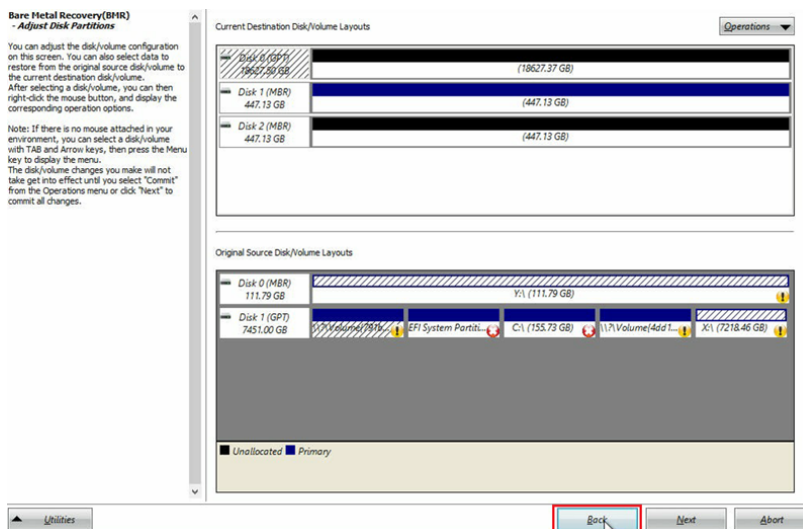 Bare Metal Recovery(BMR)
- Adjust Disk Partitions
You can adjust the disk/volume configuration
on this screen. You can also select data to
restore from the original source disk/volume to
the current destination disk/volume.
After selecting a disk/volume, you can then
right-click the mouse button, and display the
corresponding operation options.
Note: If there is no mouse attached in your
environment, you can select a disk/volume
with TAB and Arrow keys, then press the Menu
key to display the menu.
The disk/volume changes you make will not
take get into effect until you select "Commit"
from the Operations menu or click "Next" to
commit all changes.
Current Destination Disk/Volume Layouts
Operations
Disk 0 (GPT)
18627.50 GB
(18627.37 GB)
Disk 1 (MBR)
447.13 GB
(447.13 GB)
Disk 2 (MBR)
447.13 GB
(447.13 GB)
Original Source Disk/Volume Layouts
Disk 0 (MBR)
111.79 GB
Y:\ (111.79 GB)
Disk 1 (GPT)
7451.00 GB
\\?\Volume{791b...
EFI System Partiti...
C:\ (155.73 GB)
\\?\Volume{4dd1...
X:\ (7218.46 GB)
Unallocated
Primary
Utilities
Back
Next
Abort